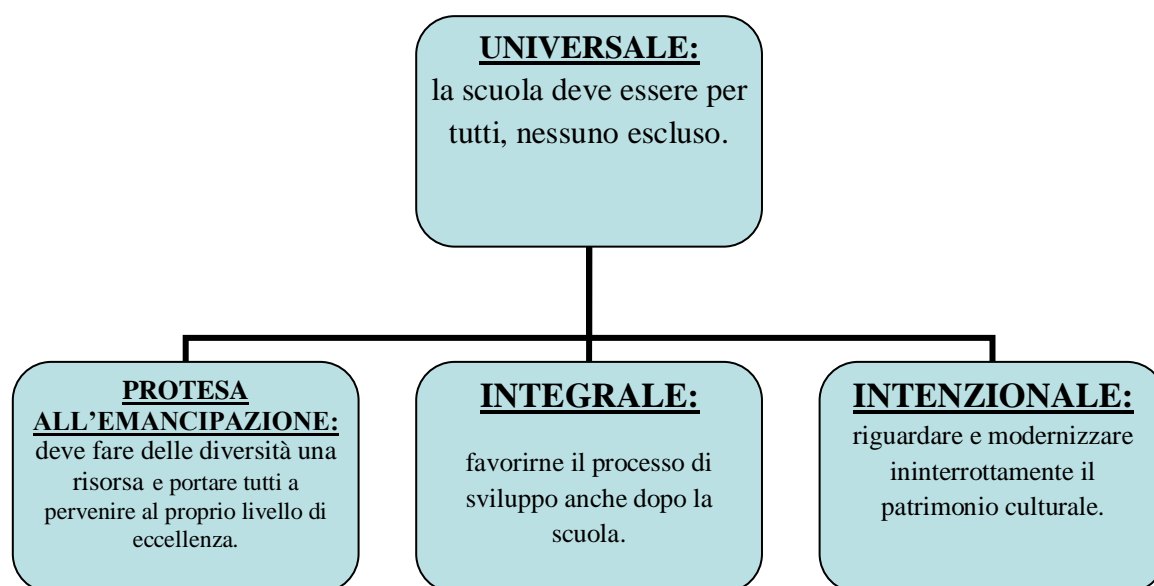 UNIVERSALE:
la scuola deve essere per
tutti, nessuno escluso.
PROTESA
ALL’EMANCIPAZIONE:
deve fare delle diversità una
risorsa e portare tutti a
pervenire al proprio livello di
eccellenza.
INTEGRALE:
favorirne il processo di
sviluppo anche dopo la
scuola.
INTENZIONALE:
riguardare e modernizzare
ininterrottamente il
patrimonio culturale.